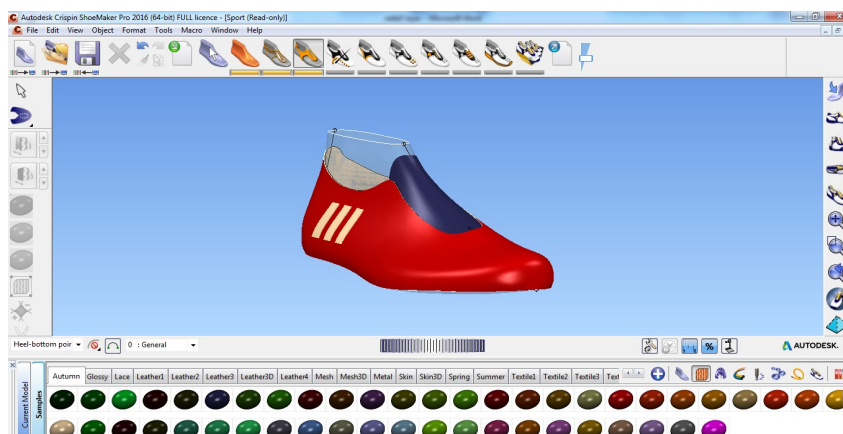 Autodesk Crispin ShoeMaker Pro 2016 (64-bit) FULL licence - [Sport (Read-only)]
File Edit View Object Format Tools Macro Window Help
Heel-bottom poir 0 : General % AUTODESK.
Autumn Glossy Lace Leather1 Leather2 Leather3 Leather3D Leather4 Mesh Mesh3D Metal Skin Skin3D Spring Summer Textile1 Textile2 Textile3 Text
Current Model
Samples